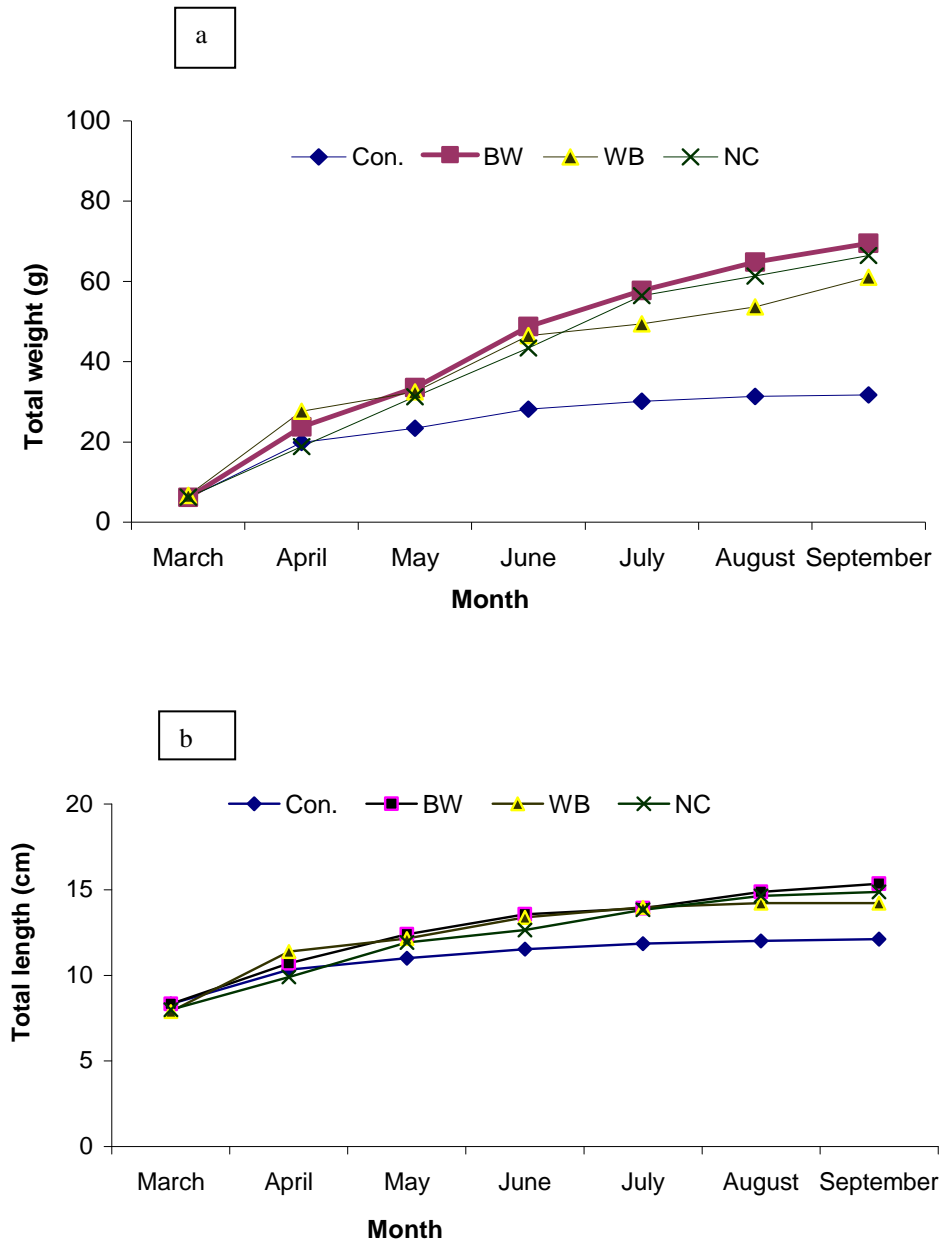 a
100
80
60
40
20
0
Total weight (g)
Con. BW WB NC
March April May June July August September
Month
b
20
15
10
5
0
Total length (cm)
Con. BW WB NC
March April May June July August September
Month